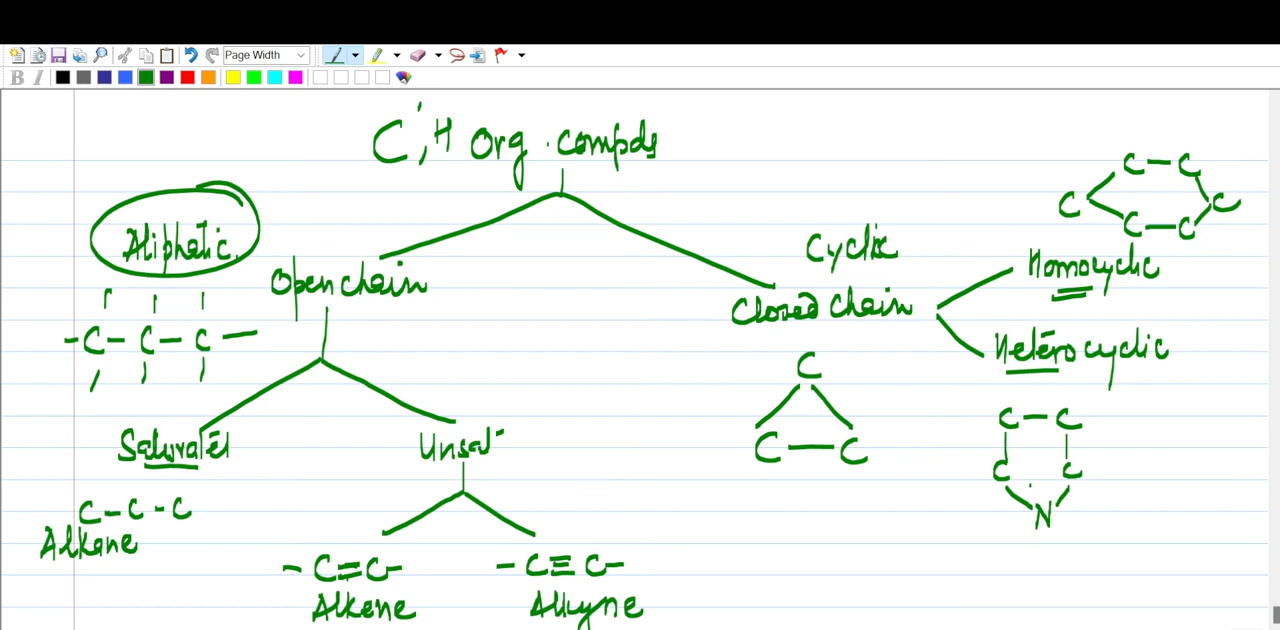 Page Width
B I
C, H Org. compds
Aliphatic
Open chain
Cyclic
Closed Chain
Homocyclic
C-C
C C
C-C
Heterocyclic
C-C
C C
N
-C-C-C-
C
C-C
Saturated
C-C-C
Alkane
Unsat
-C=C-
Alkene
-C≡C-
Alkyne